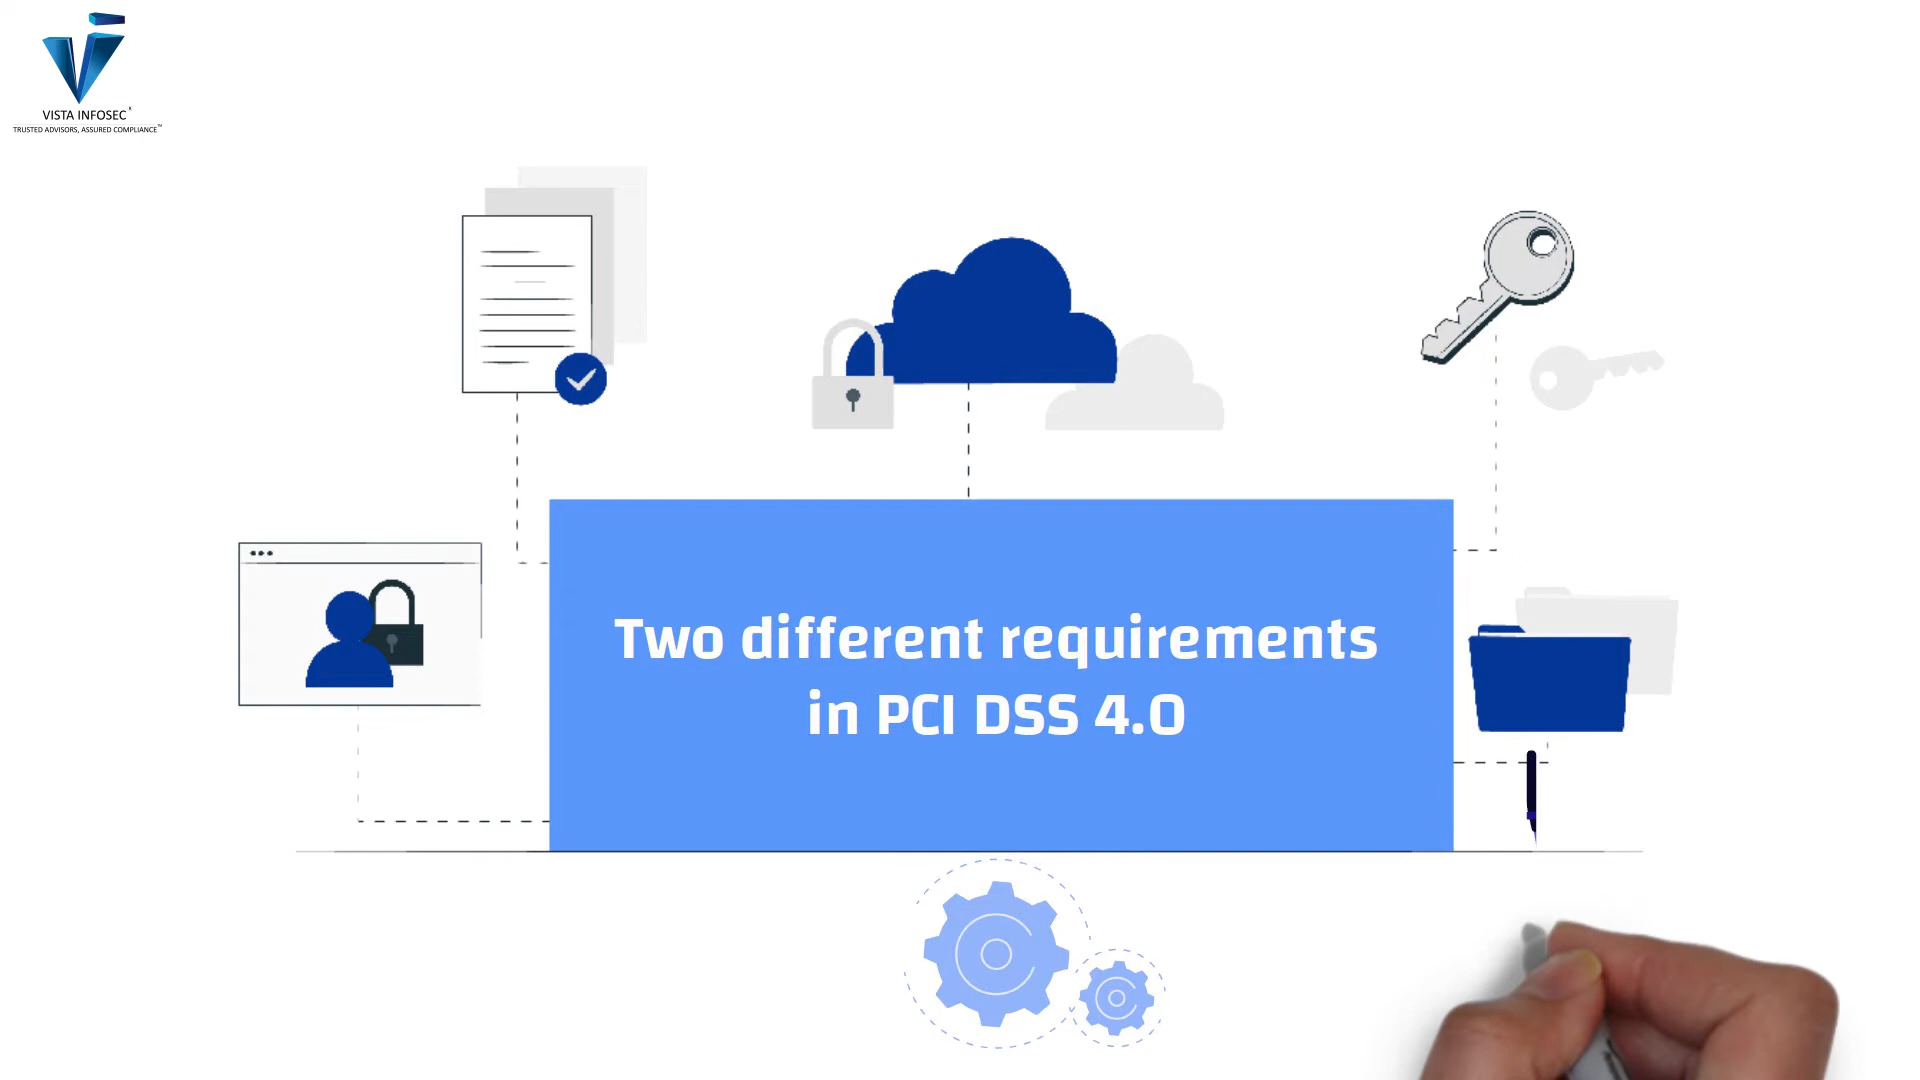 VISTA INFOSEC®
TRUSTED ADVISORS, ASSURED COMPLIANCE™
Two different requirements
in PCI DSS 4.0